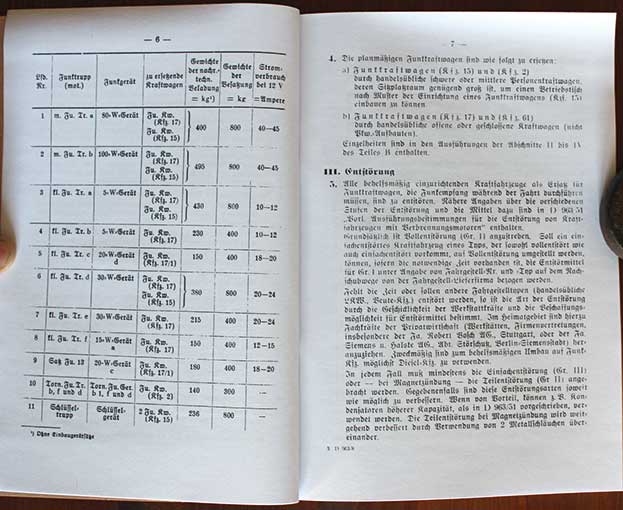 — 6 —
Lfd. Nr. | Funktrupp (mot.) | Funkgerät | zu ersetzende Kraftwagen | Gewichte der nachr.-techn. Beladung = kg¹) | Gewichte der Besatzung = kg | Strom-verbrauch bei 12 V =Ampere
1 | m. Fu. Tr. a | 80-W-Gerät | Fu. Kw. (Kfz. 17) Fu. Kw. (Kfz. 15) | 400 | 800 | 40—45
2 | m. Fu. Tr. b | 100-W-Gerät | Fu. Kw. (Kfz. 17) Fu. Kw. (Kfz. 15) | 495 | 800 | 40—45
3 | kl. Fu. Tr. a | 5-W-Gerät | Fu. Kw. (Kfz. 17) Fu. Kw. (Kfz. 15) | 430 | 800 | 10—12
4 | kl. Fu. Tr. b | 5-W-Gerät | Fu. Kw. (Kfz. 17) | 230 | 400 | 10—12
5 | kl. Fu. Tr. c | 20-W-Gerät d | Fu. Kw. (Kfz. 17/1) | 150 | 400 | 18—20
6 | kl. Fu. Tr. d | 30-W-Gerät | Fu. Kw. (Kfz. 17) Fu. Kw. (Kfz. 15) | 380 | 800 | 20—24
7 | kl. Fu. Tr. e | 30-W-Gerät | Fu. Kw. (Kfz. 17) | 215 | 400 | 20—24
8 | kl. Fu. Tr. f | 15-W-Gerät | Fu. Kw. (Kfz. 17) | 150 | 400 | 12—15
9 | Satz Fu. 13 | 20-W-Gerät | Fu. Kw. (Kfz. 17/1) | 180 | 400 | 18—20
10 | Torn. Fu. Tr. b, f und d | Torn. Fu. Ger. b 1, f und d | Fu. Kw. (Kfz. 2) | 140 | 300 | —
11 | Schlüssel-trupp | Schlüssel-gerät | 2 Fu. Kw. (Kfz. 15) | 236 | 800 | —
¹) Ohne Einbaugerätsätze
7 —
4. Die planmäßigen Funkkraftwagen sind wie folgt zu ersetzen:
a) Funkkraftwagen (Kfz. 15) und (Kfz. 2)
durch handelsübliche schwere oder mittlere Personenkraftwagen,
deren Sitzplatzraum genügend groß ist, um einen Betriebstisch
nach Muster der Einrichtung eines Funkkraftwagens (Kfz. 15)
einbauen zu können.
b) Funkkraftwagen (Kfz. 17) und (Kfz. 61)
durch handelsübliche offene oder geschlossene Kraftwagen (nicht
Pkw.-Aufbauten).
Einzelheiten sind in den Ausführungen der Abschnitte 11 bis 15
des Teiles B enthalten.
III. Entstörung
5. Alle behelfsmäßig einzurichtenden Kraftfahrzeuge als Ersatz für
Funkkraftwagen, die Funkempfang während der Fahrt durchführen
müssen, sind zu entstören. Nähere Angaben über die verschiedenen
Stufen der Entstörung und die Mittel dazu sind in D 963/51
„Vorl. Ausführungsbestimmungen für die Entstörung von Kraft-
fahrzeugen mit Verbrennungsmotoren“ enthalten.
Grundsätzlich ist Vollentstörung (Gr. I) anzustreben. Soll ein ein-
fachentstörtes Kraftfahrzeug eines Typs, der sowohl vollentstört wie
auch einfachentstört vorkommt, auf Vollentstörung umgestellt werden,
können, sofern die notwendige Zeit vorhanden ist, die Entstörmittel
für Gr. I unter Angabe von Fahrgestell-Nr. und -Typ auf dem Nach-
schubwege von der Fahrgestell-Lieferfirma bezogen werden.
Fehlt die Zeit oder sollen andere Fahrgestelltypen (handelsübliche
LKW., Beute-Kfz.) entstört werden, so ist die Art der Entstörung
durch die Geschicklichkeit der Werkstattkräfte und die Beschaffungs-
möglichkeit für Entstörmittel bestimmt. Im Heimatgebiet sind hierzu
Fachkräfte der Privatwirtschaft (Werkstätten, Firmenvertretungen,
insbesondere der Fa. Robert Bosch AG., Stuttgart, oder der Fa.
Siemens u. Halske AG., Abt. Störschutz, Berlin-Siemensstadt) her-
anzuziehen. Zweckmäßig sind zum behelfsmäßigen Umbau auf Funk-
Kfz. möglichst Diesel-Kfz. zu verwenden.
In jedem Fall muß mindestens die Einfachentstörung (Gr. III)
oder — bei Magnetzündung — die Teilentstörung (Gr. II) ange-
bracht werden. Gegebenenfalls sind diese Entstörungsarten soweit
wie möglich zu verbessern. Wenn von Vorteil, können z. B. Kon-
densatoren höherer Kapazität, als in D 963/51 vorgeschrieben, ver-
wendet werden. Die Teilentstörung bei Magnetzündung wird weit-
gehend verbessert durch Verwendung von 2 Metallschläuchen über-
einander.